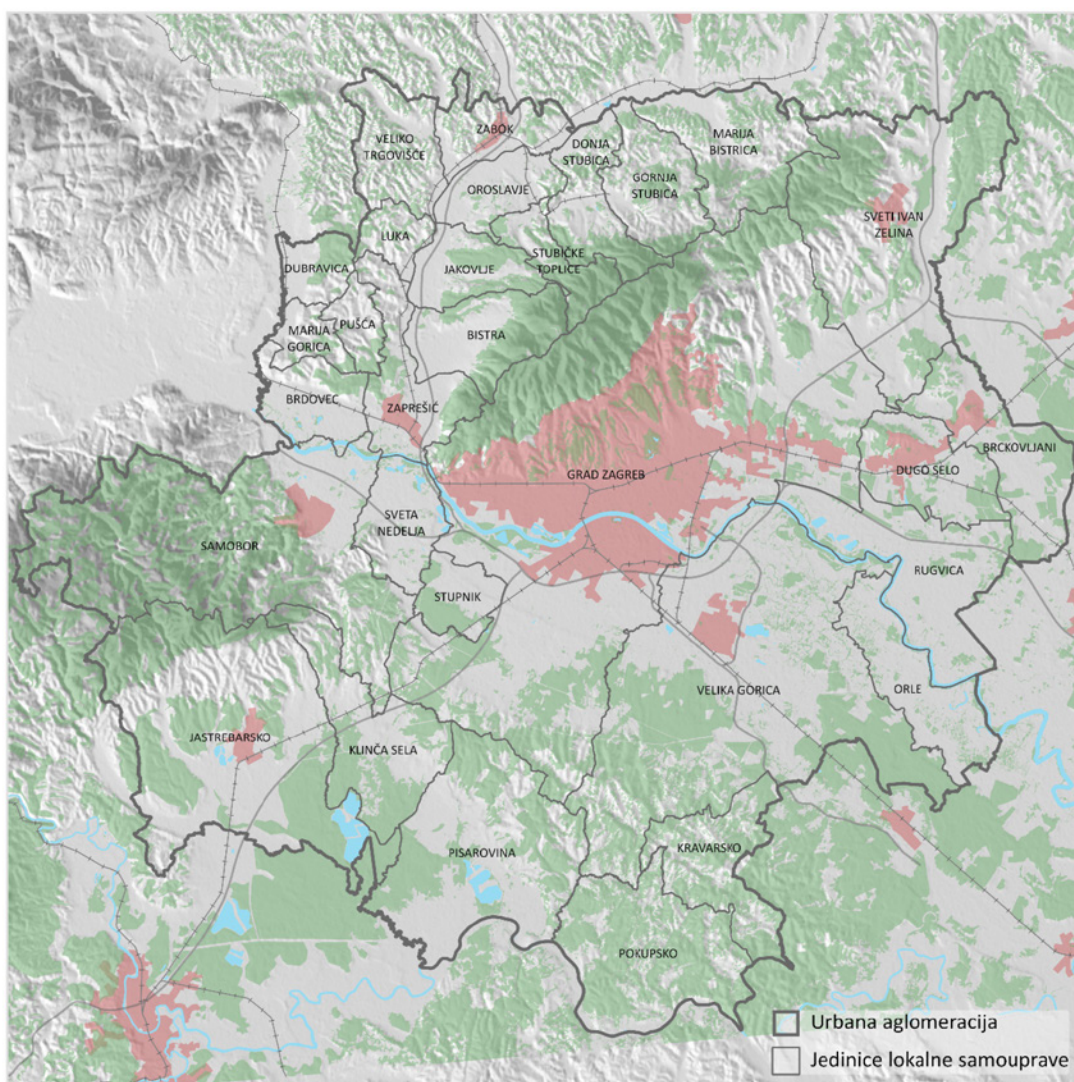 ZABOK
VELIKO
TRGOVIŠĆE
DONJA
STUBICA
MARIJA
BISTRICA
OROSLAVJE
GORNJA
STUBICA
SVETI IVAN
ZELINA
LUKA
STUBIČKE
TOPLICE
DUBRAVICA
JAKOVLJE
PUŠĆA
MARIJA
GORICA
BISTRA
BRDOVEC
ZAPREŠIĆ
BRCKOVLJANI
GRAD ZAGREB
DUGO SELO
SVETA
NEDELJA
SAMOBOR
RUGVICA
STUPNIK
VELIKA GORICA
ORLE
JASTREBARSKO
KLINČA SELA
KRAVARSKO
PISAROVINA
POKUPSKO
Urbana aglomeracija
Jedinice lokalne samouprave